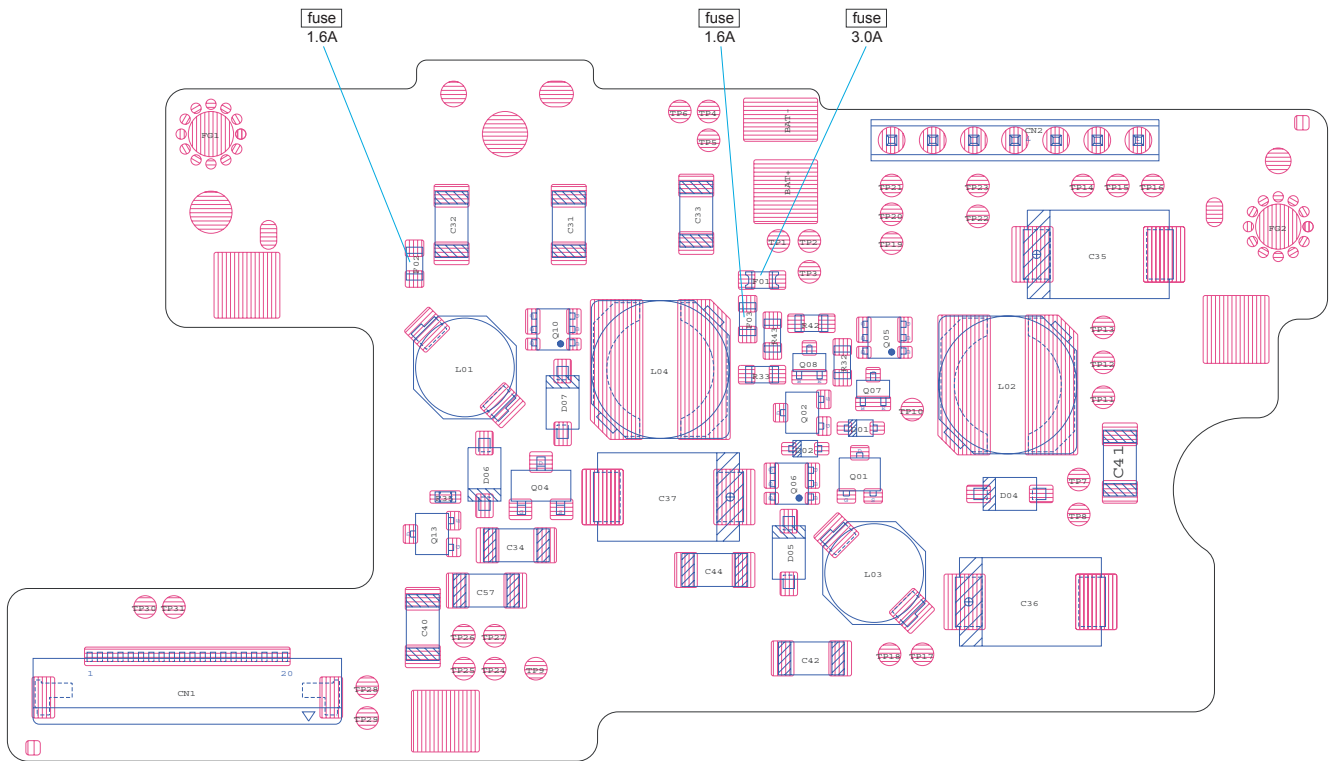 fuse
1.6A
fuse
1.6A
fuse
3.0A
FG1
TP6
TP4
TP5
BAT-
CN2
BAT+
TP21
TP23
TP14
TP15
TP16
TP20
TP22
TP19
FG2
C32
C31
C33
TP1
TP2
TP3
C35
F02
F01
F03
R43
R42
Q10
Q05
TP13
L01
L04
Q08
R32
L02
TP12
R33
Q07
TP11
D07
Q02
TP10
C41
D06
Q04
C37
Q06
Q01
D04
TP7
TP8
Q13
C34
D05
C44
L03
C57
C36
TP30
TP31
C40
TP26
TP27
TP25
TP24
TP9
C42
TP18
TP17
1
20
CN1
TP28
TP29